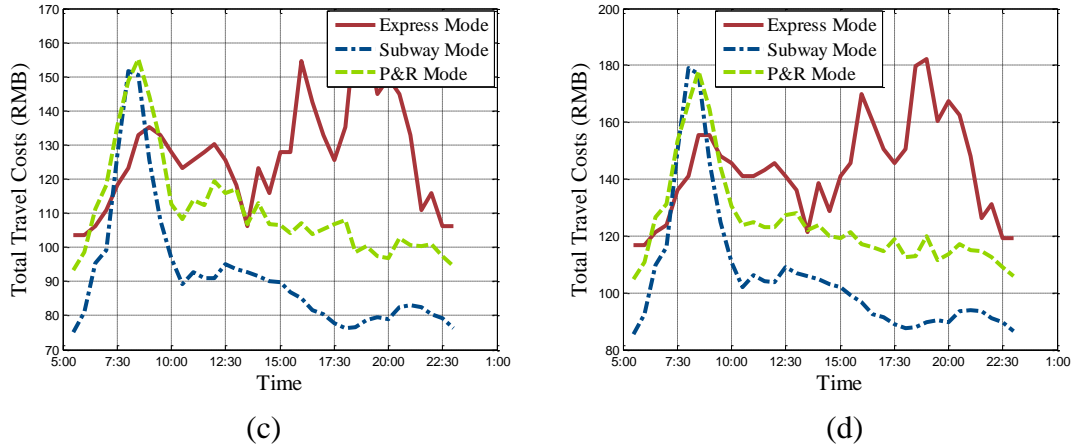 170
160
150
140
130
120
110
100
90
80
70
Total Travel Costs (RMB)
Express Mode
Subway Mode
P&R Mode
5:00 7:30 10:00 12:30 15:00 17:30 20:00 22:30 1:00
Time
(c)
200
180
160
140
120
100
80
Total Travel Costs (RMB)
Express Mode
Subway Mode
P&R Mode
5:00 7:30 10:00 12:30 15:00 17:30 20:00 22:30 1:00
Time
(d)